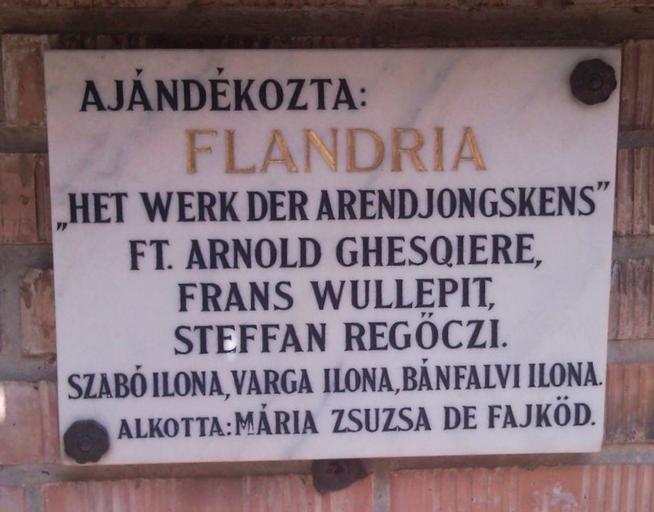 AJÁNDÉKOZTA:
FLANDRIA
„HET WERK DER ARENDJONGSKENS”
FT. ARNOLD GHESQIERE,
FRANS WULLEPIT,
STEFFAN REGŐCZI.
SZABÓ ILONA, VARGA ILONA, BÁNFALVI ILONA.
ALKOTTA: MÁRIA ZSUZSA DE FAJKÖD.